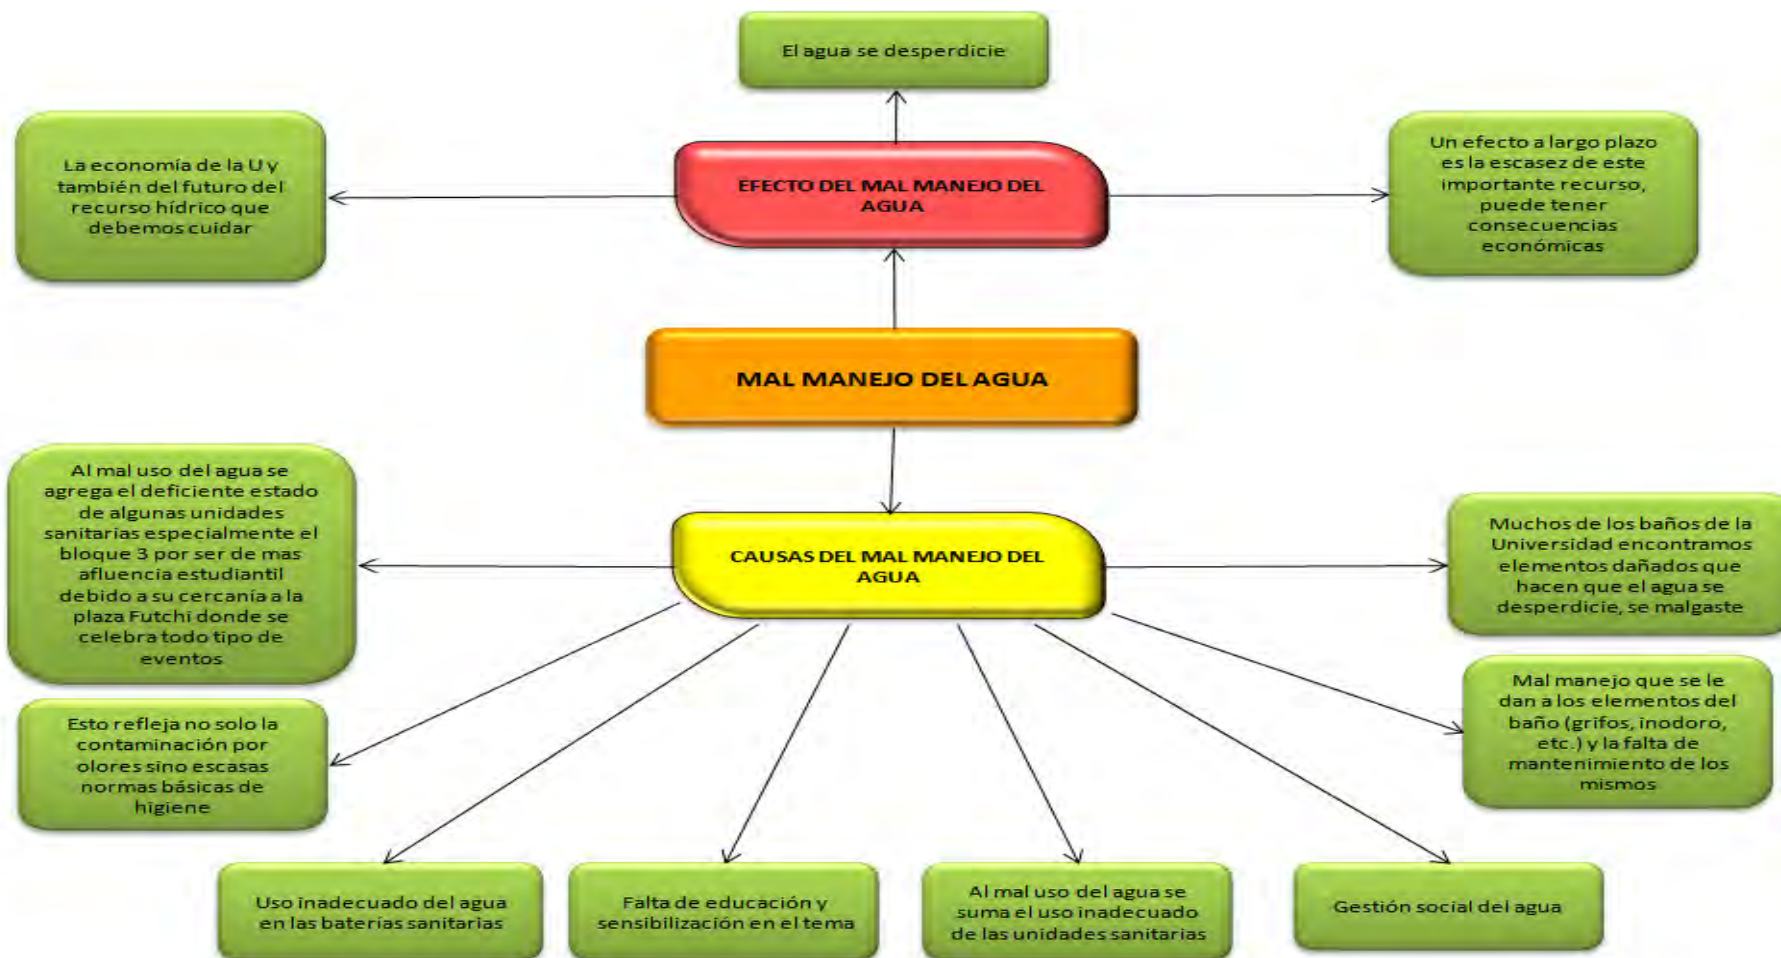 El agua se desperdicie
La economía de la U y
también del futuro del
recurso hídrico que
debemos cuidar
EFECTO DEL MAL MANEJO DEL
AGUA
Un efecto a largo plazo
es la escasez de este
importante recurso,
puede tener
consecuencias
económicas
MAL MANEJO DEL AGUA
Al mal uso del agua se
agrega el deficiente estado
de algunas unidades
sanitarias especialmente el
bloque 3 por ser de mas
afluencia estudiantil
debido a su cercanía a la
plaza Futchi donde se
celebra todo tipo de
eventos
CAUSAS DEL MAL MANEJO DEL
AGUA
Muchos de los baños de la
Universidad encontramos
elementos dañados que
hacen que el agua se
desperdicie, se malgaste
Mal manejo que se le
dan a los elementos del
baño (grifos, inodoro,
etc.) y la falta de
mantenimiento de los
mismos
Esto refleja no solo la
contaminación por
olores sino escasas
normas básicas de
higiene
Uso inadecuado del agua
en las baterías sanitarias
Falta de educación y
sensibilización en el tema
Al mal uso del agua se
suma el uso inadecuado
de las unidades sanitarias
Gestión social del agua